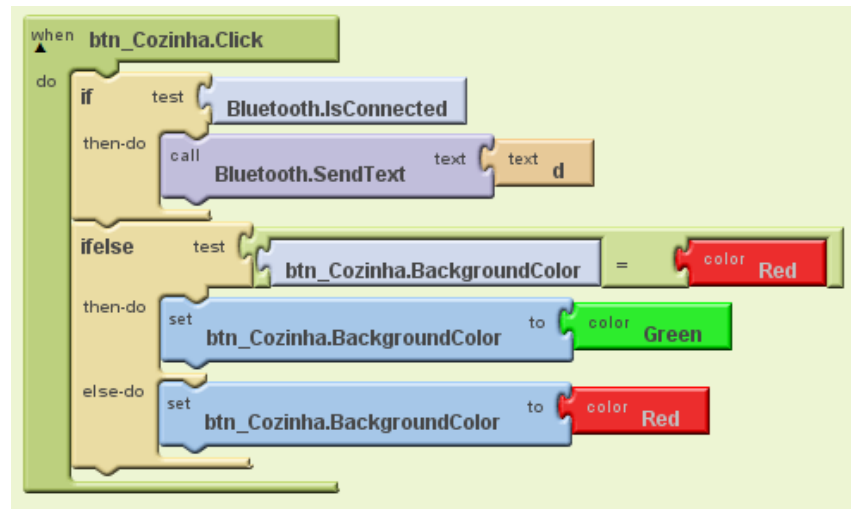 when btn_Cozinha.Click
do
if test Bluetooth.IsConnected
then-do call Bluetooth.SendText text text d
ifelse test btn_Cozinha.BackgroundColor = color Red
then-do set btn_Cozinha.BackgroundColor to color Green
else-do set btn_Cozinha.BackgroundColor to color Red